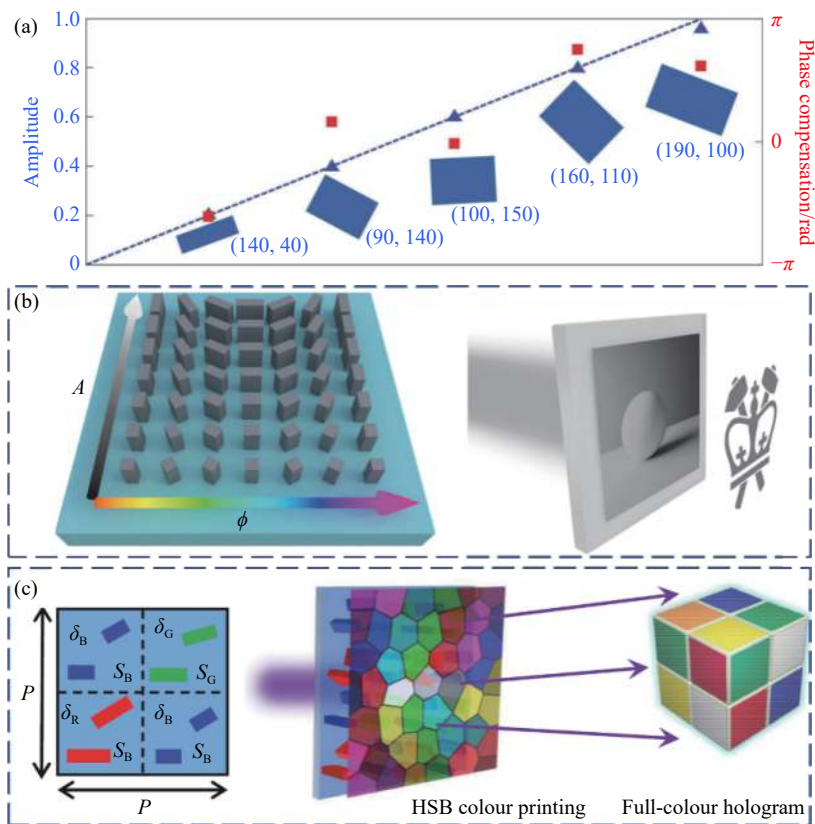 (a)
1.0
0.8
0.6
0.4
0.2
0
Amplitude
π
0
−π
Phase compensation/rad
(140, 40)
(90, 140)
(100, 150)
(160, 110)
(190, 100)
(b)
A
ϕ
(c)
P
δB
SB
δG
SG
δR
SB
δB
SB
P
HSB colour printing
Full-colour hologram